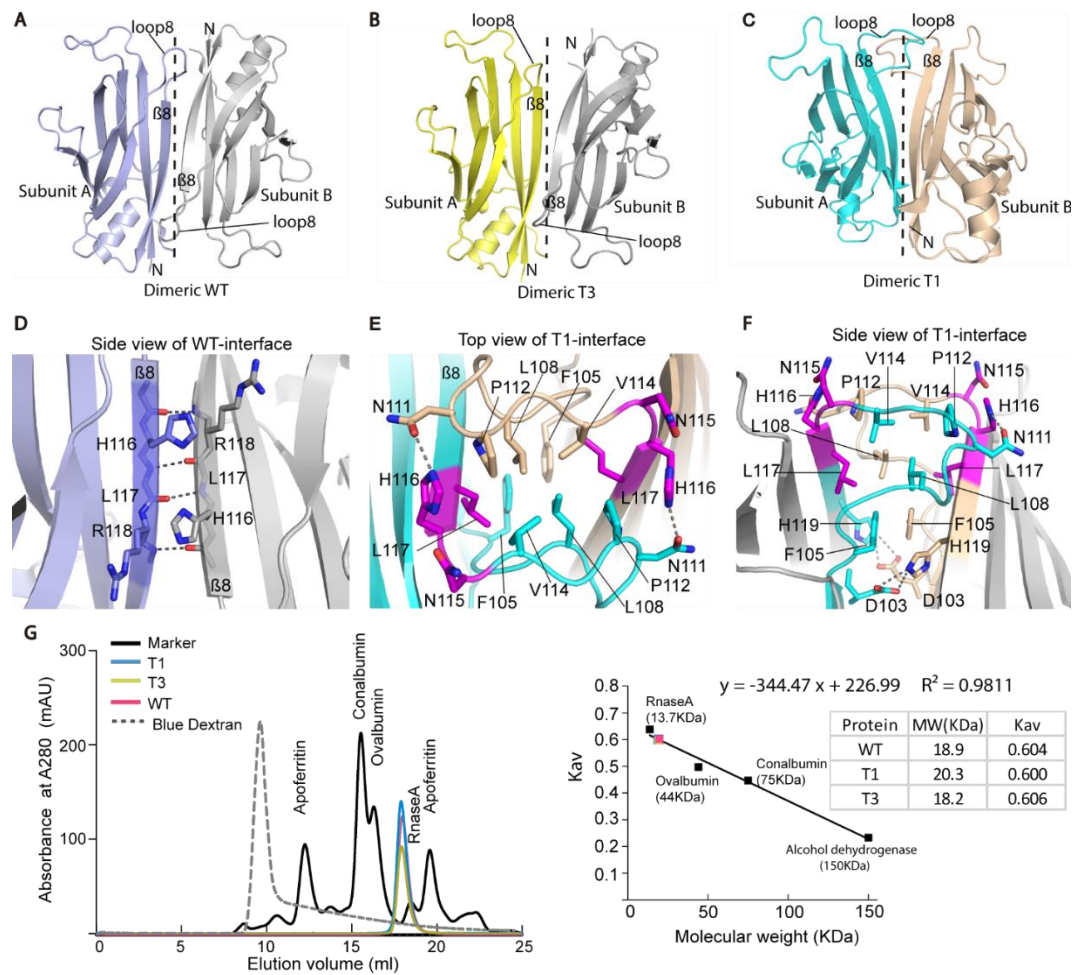 A
loop8
N
ß8
Subunit A
ß8
Subunit B
loop8
N
Dimeric WT
B
loop8
N
ß8
Subunit A
ß8
Subunit B
loop8
N
Dimeric T3
C
loop8
loop8
ß8
ß8
Subunit A
Subunit B
N
Dimeric T1
D
Side view of WT-interface
ß8
H116
R118
L117
L117
R118
H116
ß8
E
Top view of T1-interface
ß8
L108
P112
F105
N111
V114
N115
H116
L117
H116
L117
N111
N115
F105
V114
P112
L108
F
Side view of T1-interface
N115
V114
P112
N115
H116
P112
V114
H116
L108
N111
L117
L117
L108
H119
F105
F105
H119
D103
D103
G
Marker
T1
T3
WT
Blue Dextran
300
200
100
Absorbance at A280 (mAU)
Apoferritin
Conalbumin
Ovalbumin
RnaseA
Apoferritin
0
5
10
15
20
25
Elution volume (ml)
y = -344.47 x + 226.99 R² = 0.9811
0.8
0.7
0.6
0.5
0.4
0.3
0.2
0.1
0
Kav
RnaseA
(13.7KDa)
Ovalbumin
(44KDa)
Conalbumin
(75KDa)
Alcohol dehydrogenase
(150KDa)
Protein MW(KDa) Kav
WT 18.9 0.604
T1 20.3 0.600
T3 18.2 0.606
0
50
100
150
Molecular weight (KDa)